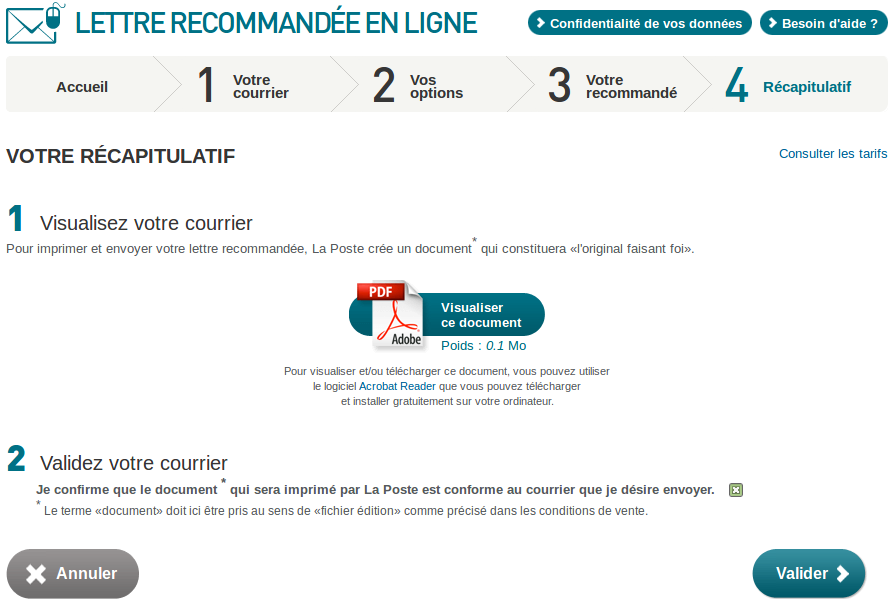 LETTRE RECOMMANDÉE EN LIGNE
Confidentialité de vos données
Besoin d'aide ?
Accueil
1 Votre courrier
2 Vos options
3 Votre recommandé
4 Récapitulatif
VOTRE RÉCAPITULATIF
Consulter les tarifs
1 Visualisez votre courrier
Pour imprimer et envoyer votre lettre recommandée, La Poste crée un document* qui constituera «l'original faisant foi».
PDF
Adobe
Visualiser
ce document
Poids : 0.1 Mo
Pour visualiser et/ou télécharger ce document, vous pouvez utiliser
le logiciel Acrobat Reader que vous pouvez télécharger
et installer gratuitement sur votre ordinateur.
2 Validez votre courrier
Je confirme que le document * qui sera imprimé par La Poste est conforme au courrier que je désire envoyer.
* Le terme «document» doit ici être pris au sens de «fichier édition» comme précisé dans les conditions de vente.
Annuler
Valider